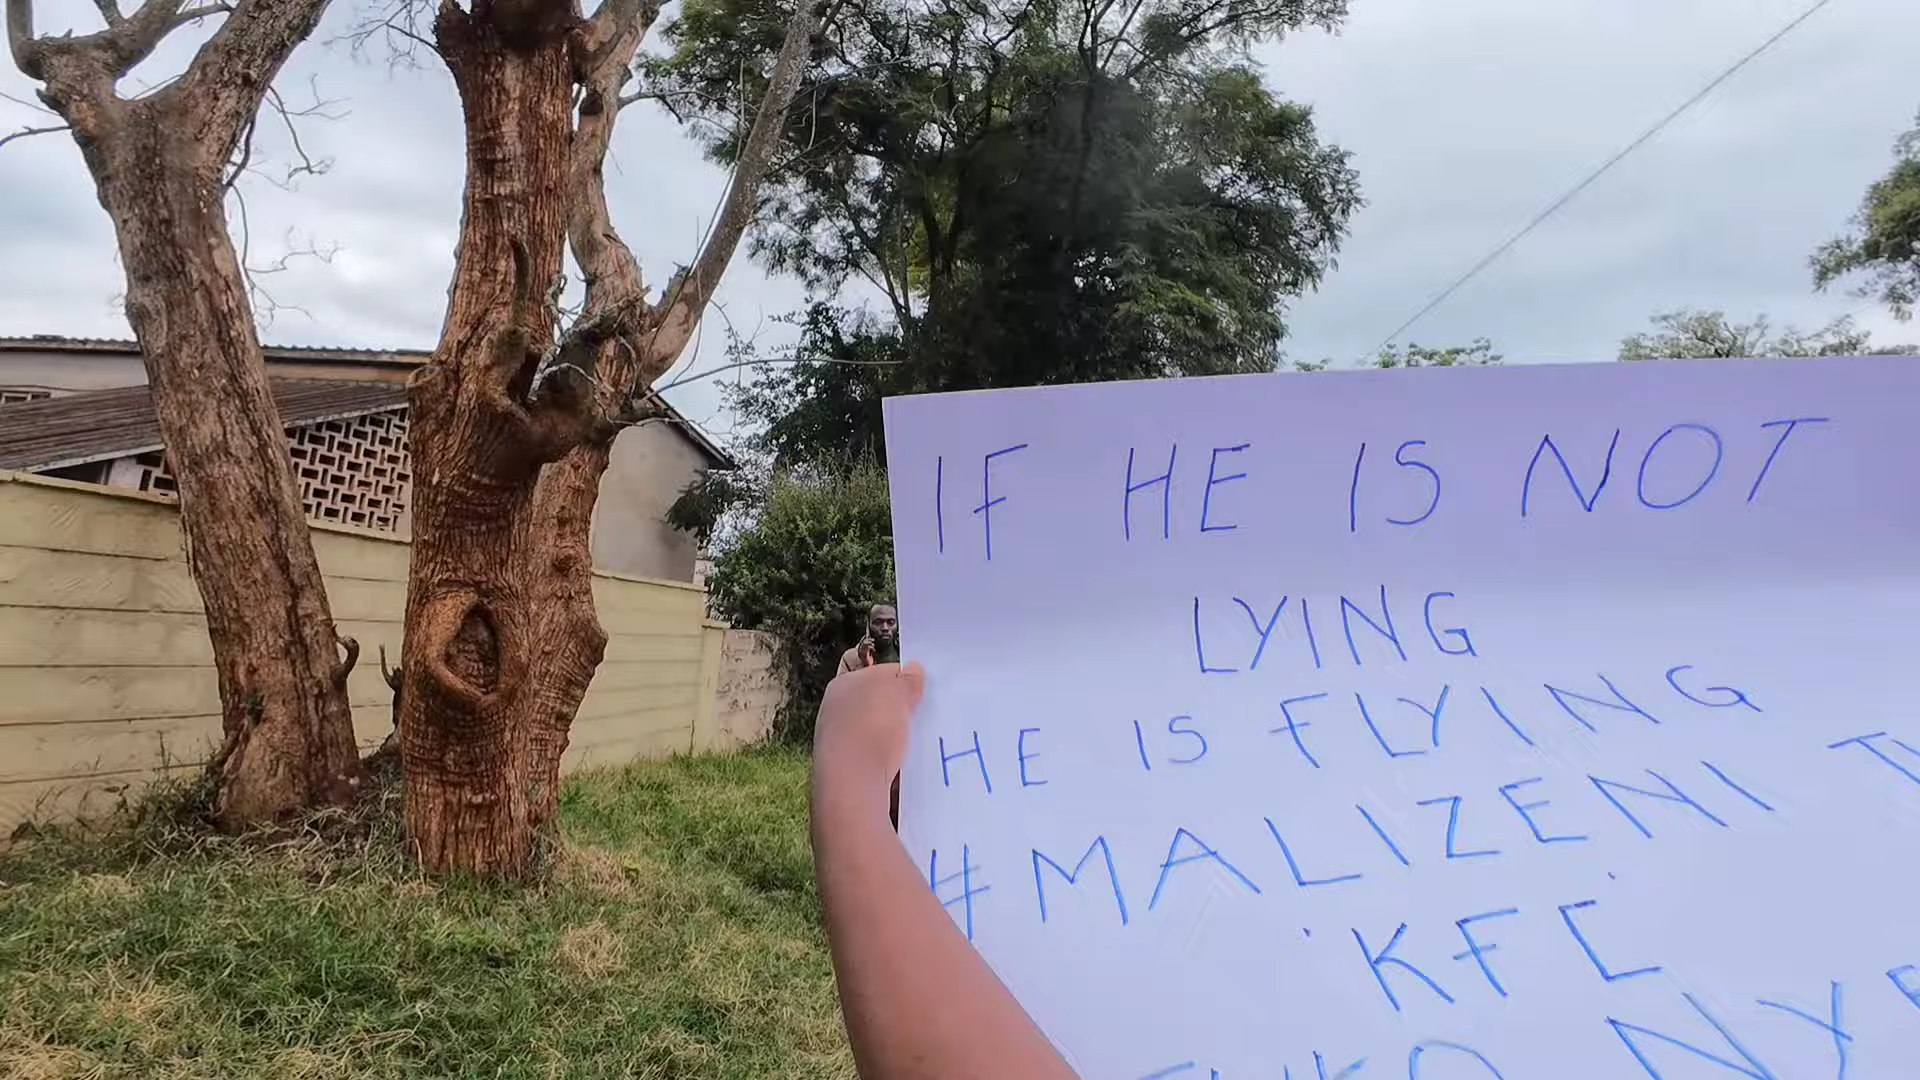 IF HE IS NOT
LYING
HE IS FLYING
#MALIZENI
KFC